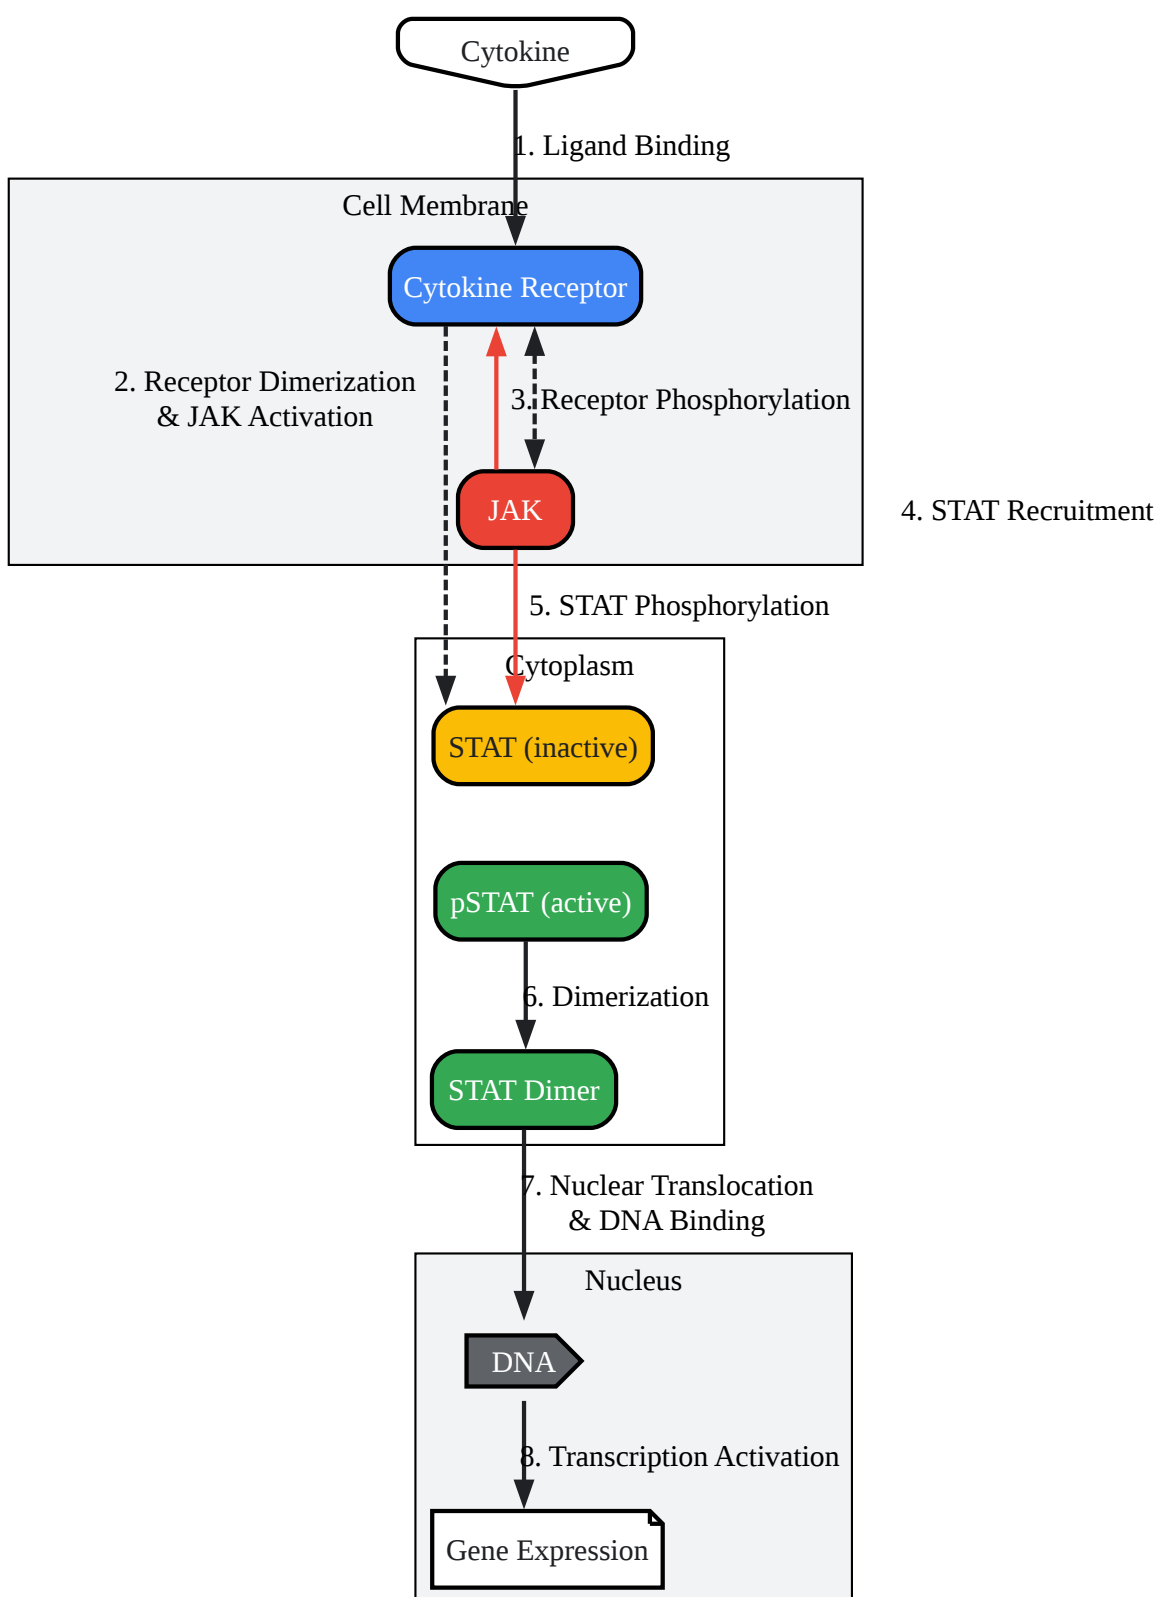 Cytokine
1. Ligand Binding
Cell Membrane
Cytokine Receptor
2. Receptor Dimerization
& JAK Activation
3. Receptor Phosphorylation
JAK
4. STAT Recruitment
5. STAT Phosphorylation
Cytoplasm
STAT (inactive)
pSTAT (active)
6. Dimerization
STAT Dimer
7. Nuclear Translocation
& DNA Binding
Nucleus
DNA
8. Transcription Activation
Gene Expression